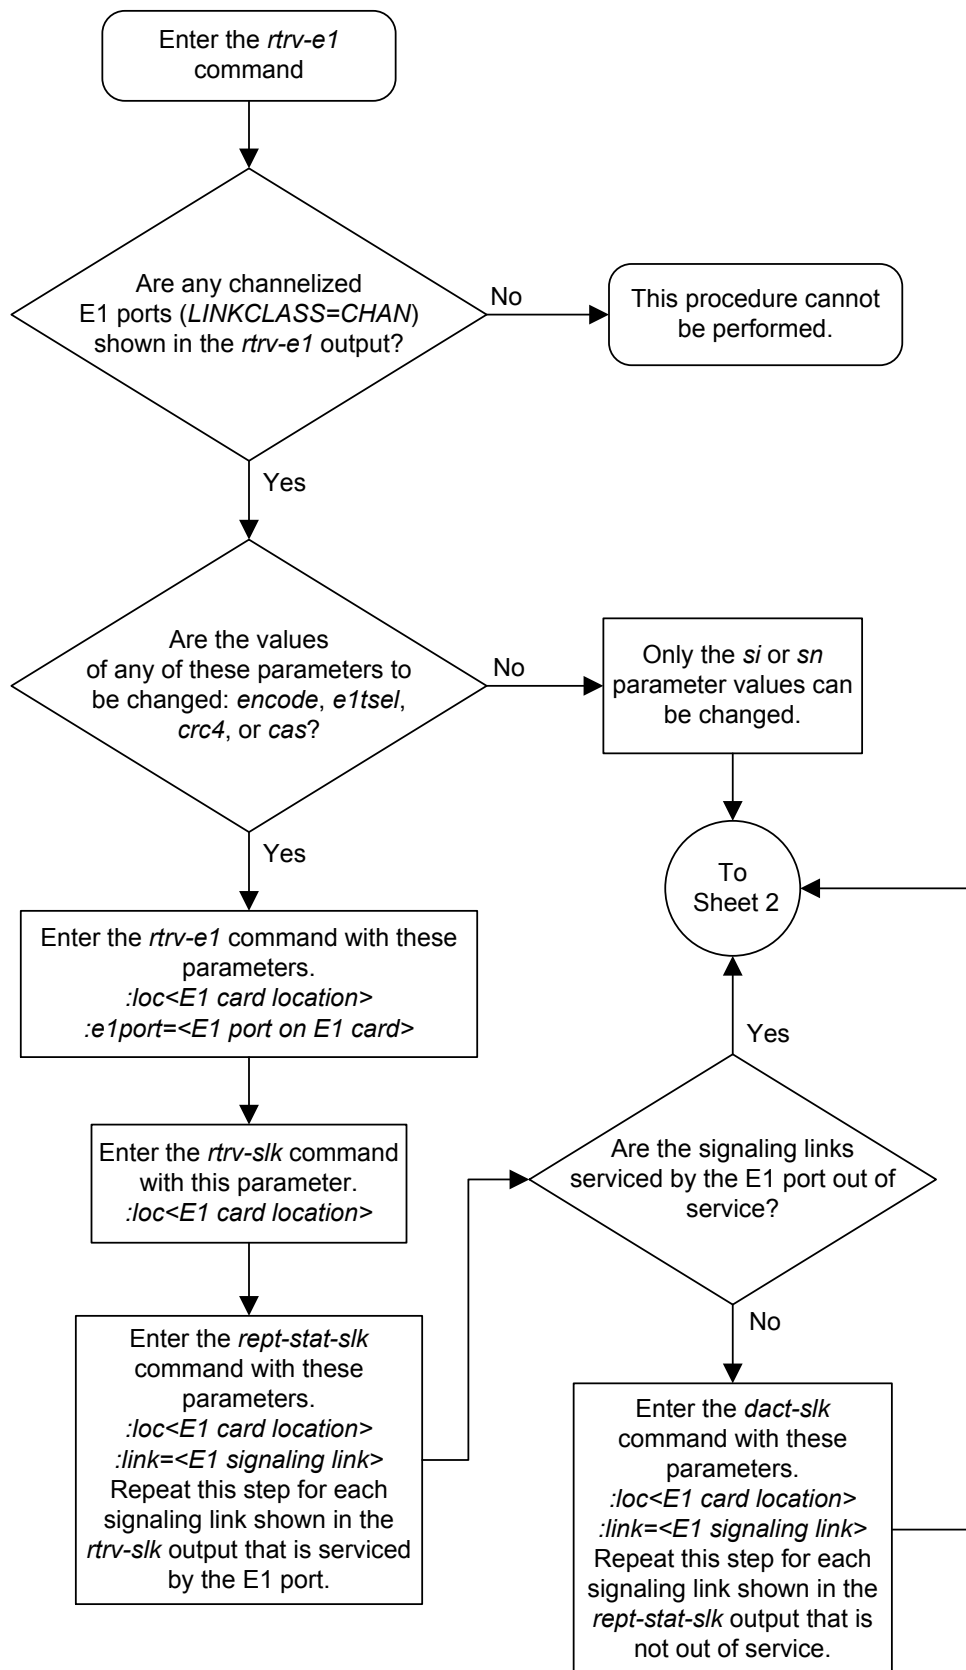 Enter the rtrv-e1
command
Are any channelized
E1 ports (LINKCLASS=CHAN)
shown in the rtrv-e1 output?
No
This procedure cannot
be performed.
Yes
Are the values
of any of these parameters to
be changed: encode, e1tsel,
crc4, or cas?
No
Only the si or sn
parameter values can
be changed.
Yes
To
Sheet 2
Enter the rtrv-e1 command with these
parameters.
:loc<E1 card location>
:e1port=<E1 port on E1 card>
Enter the rtrv-slk command
with this parameter.
:loc<E1 card location>
Enter the rept-stat-slk
command with these
parameters.
:loc<E1 card location>
:link=<E1 signaling link>
Repeat this step for each
signaling link shown in the
rtrv-slk output that is serviced
by the E1 port.
Yes
Are the signaling links
serviced by the E1 port out of
service?
No
Enter the dact-slk
command with these
parameters.
:loc<E1 card location>
:link=<E1 signaling link>
Repeat this step for each
signaling link shown in the
rept-stat-slk output that is
not out of service.